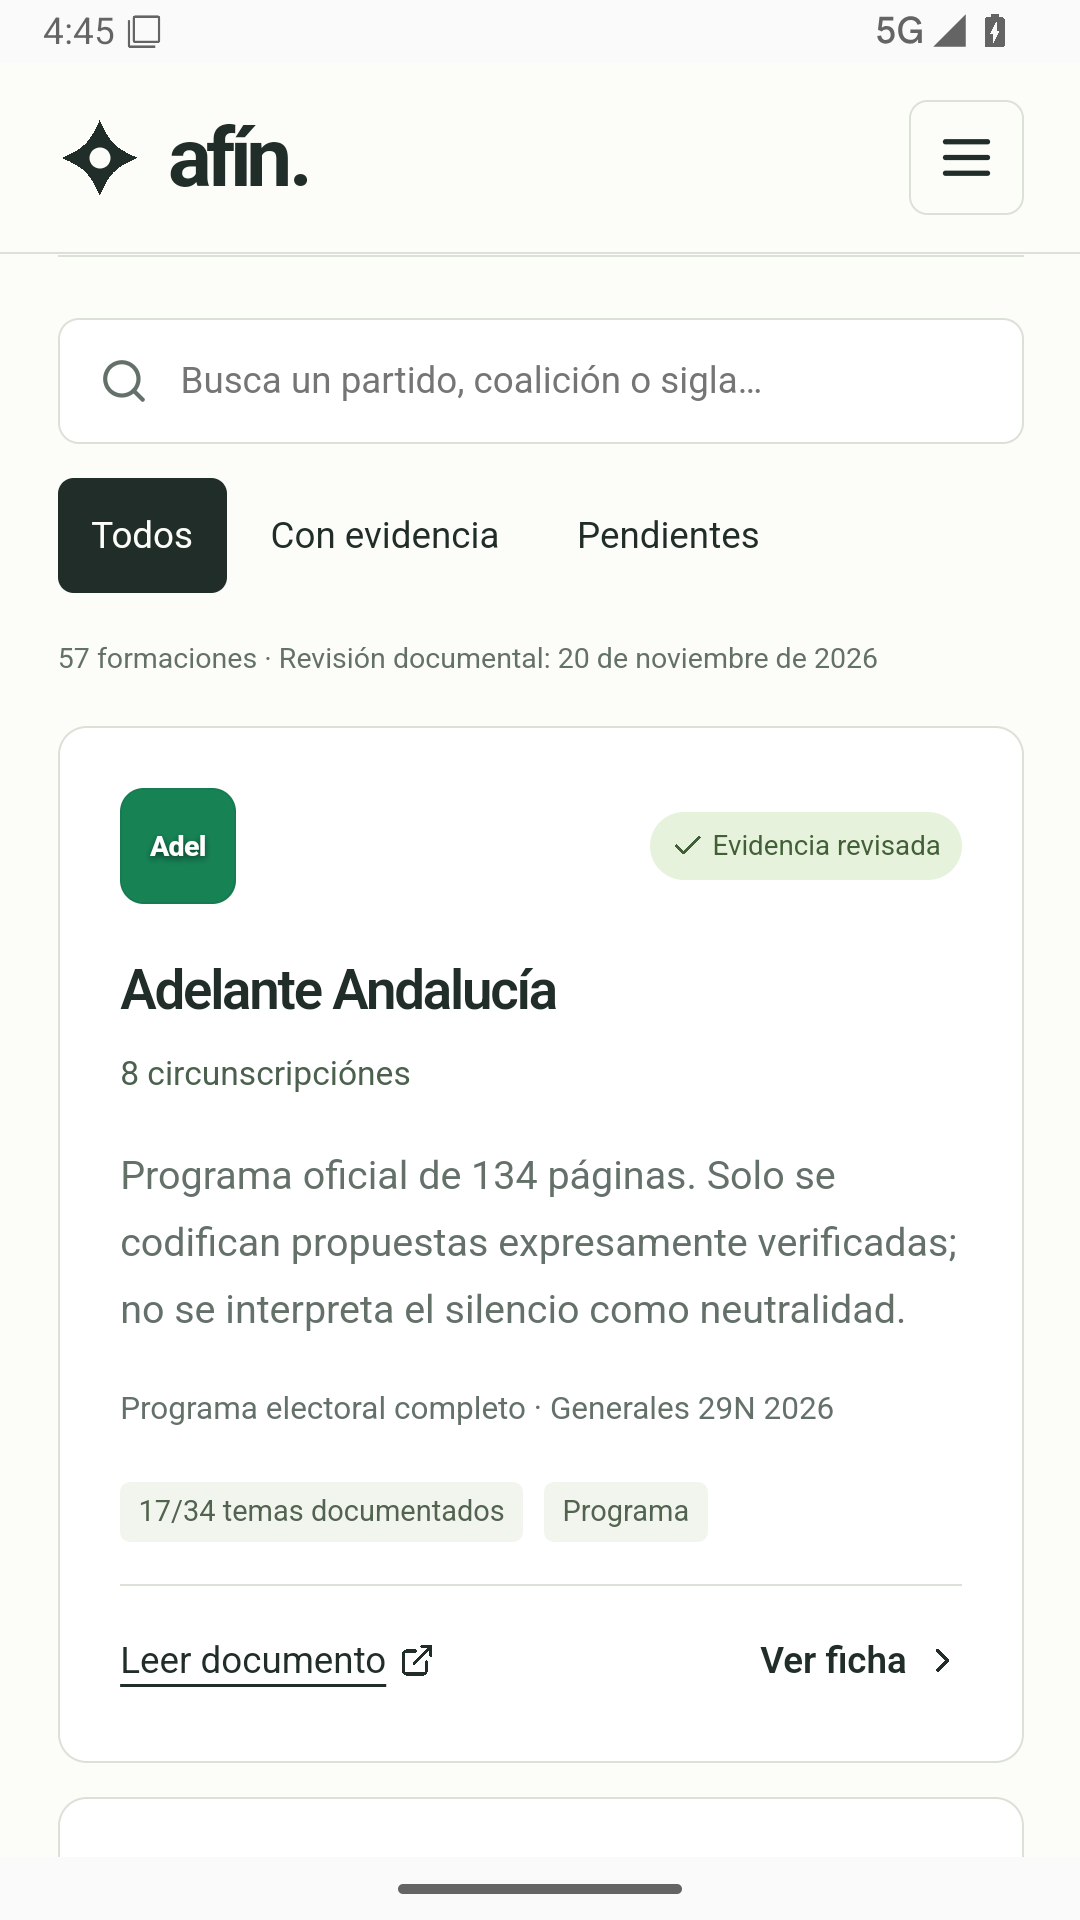 4:45
5G
afín.
Busca un partido, coalición o sigla…
Todos
Con evidencia
Pendientes
57 formaciones · Revisión documental: 20 de noviembre de 2026
Adel
Evidencia revisada
Adelante Andalucía
8 circunscripciónes
Programa oficial de 134 páginas. Solo se
codifican propuestas expresamente verificadas;
no se interpreta el silencio como neutralidad.
Programa electoral completo · Generales 29N 2026
17/34 temas documentados
Programa
Leer documento
Ver ficha